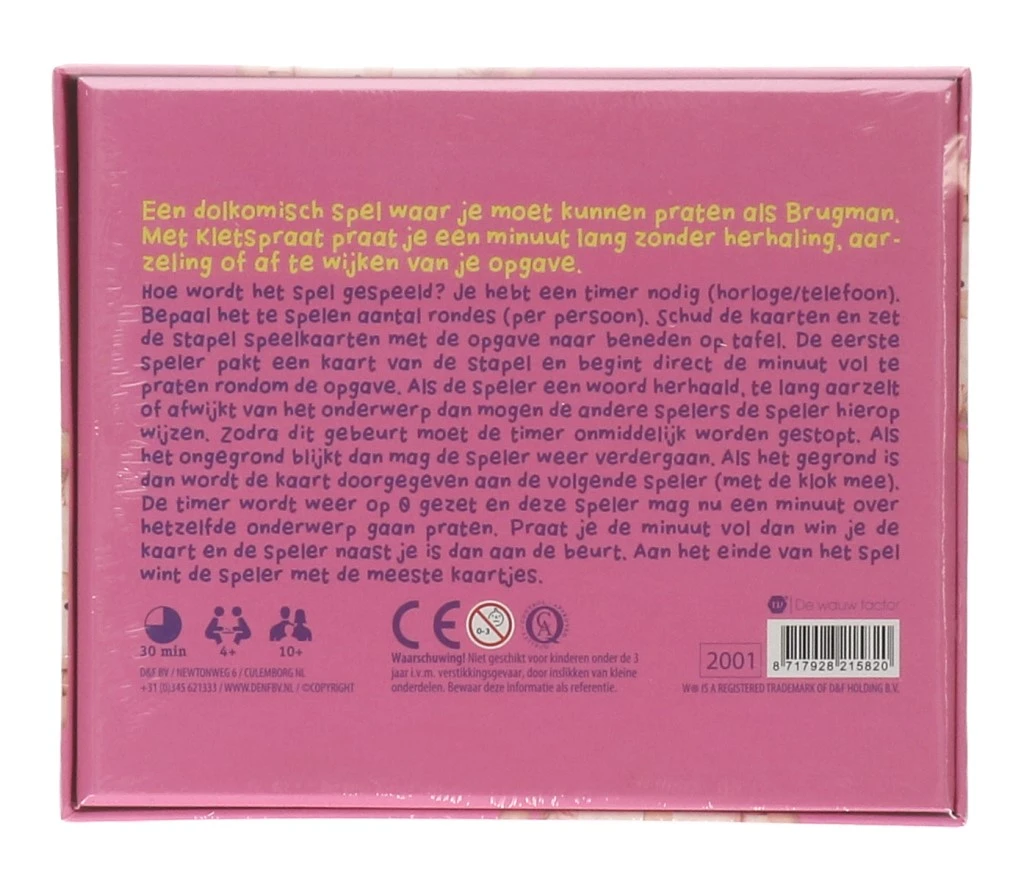 Een dolkomisch spel waar je moet kunnen praten als Brugman.
Met Kletspraat praat je een minuut lang zonder herhaling, aar-
zeling of af te wijken van je opgave.
Hoe wordt het spel gespeeld? Je hebt een timer nodig (horloge/telefoon).
Bepaal het te spelen aantal rondes (per persoon). Schud de kaarten en zet
de stapel speelkaarten met de opgave naar beneden op tafel. De eerste
speler pakt een kaart van de stapel en begint direct de minuut vol te
praten rondom de opgave. Als de speler een woord herhaald, te lang aarzelt
of afwijkt van het onderwerp dan mogen de andere spelers de speler hierop
wijzen. Zodra dit gebeurt moet de timer onmiddelijk worden gestopt. Als
het ongegrond blijkt dan mag de speler weer verdergaan. Als het gegrond is
dan wordt de kaart doorgegeven aan de volgende speler (met de klok mee).
De timer wordt weer op 0 gezet en deze speler mag nu een minuut over
hetzelfde onderwerp gaan praten. Praat je de minuut vol dan win je de
kaart en de speler naast je is dan aan de beurt. Aan het einde van het spel
wint de speler met de meeste kaartjes.
30 min 4+ 10+
D&F BV / NEWTONWEG 6 / CULEMBORG NL
+31 (0)345 621333 / WWW.DENFBV.NL / ©COPYRIGHT
CE 0-3
Waarschuwing! Niet geschikt voor kinderen onder de 3
jaar i.v.m. verstikkingsgevaar, door inslikken van kleine
onderdelen. Bewaar deze informatie als referentie.
De wauw factor
2001
8 717928 215820
W® IS A REGISTERED TRADEMARK OF D&F HOLDING B.V.